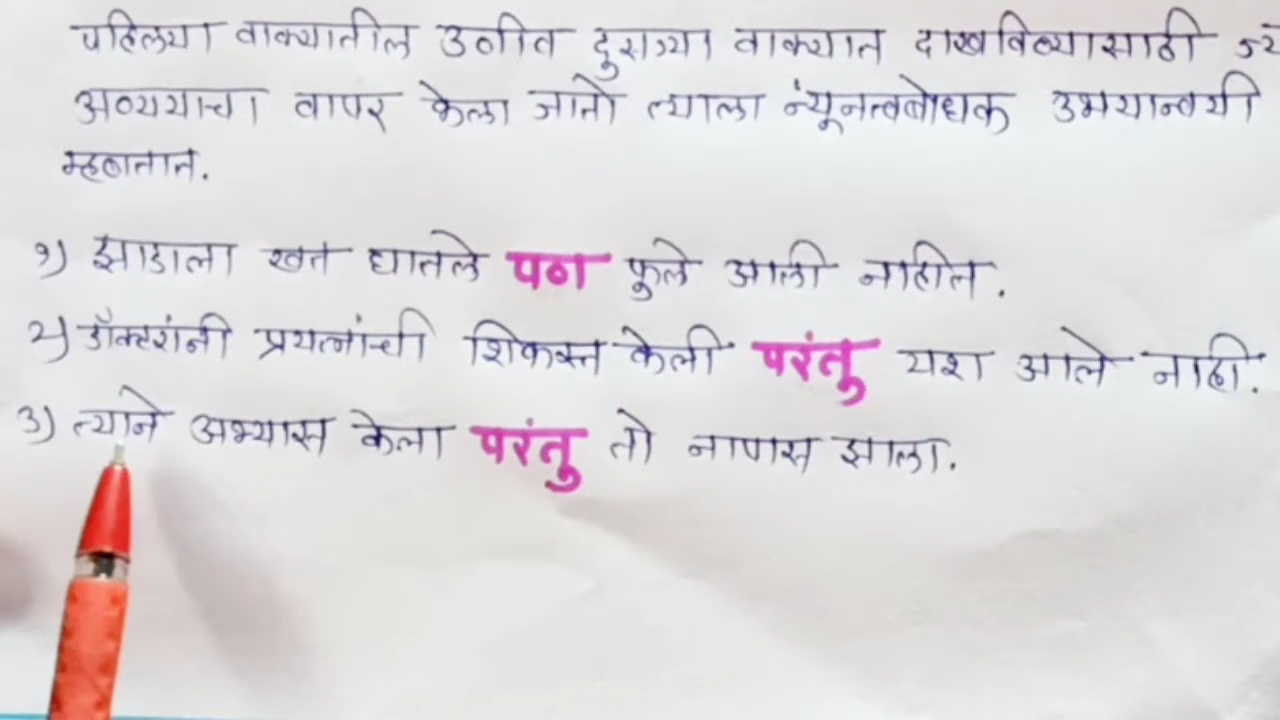 पहिल्या वाक्यातील उणीव दुसऱ्या वाक्यात दाखविण्यासाठी
अव्ययाचा वापर केला जातो त्याला न्यूनत्वबोधक उभयान्वयी
म्हणतात.
१) झाडाला खत घातले पण फुले आली नाहीत.
२) डॉक्टरांनी प्रयत्नांची शिकस्त केली परंतु यश आले नाही.
३) त्याने अभ्यास केला परंतु तो नापास झाला.